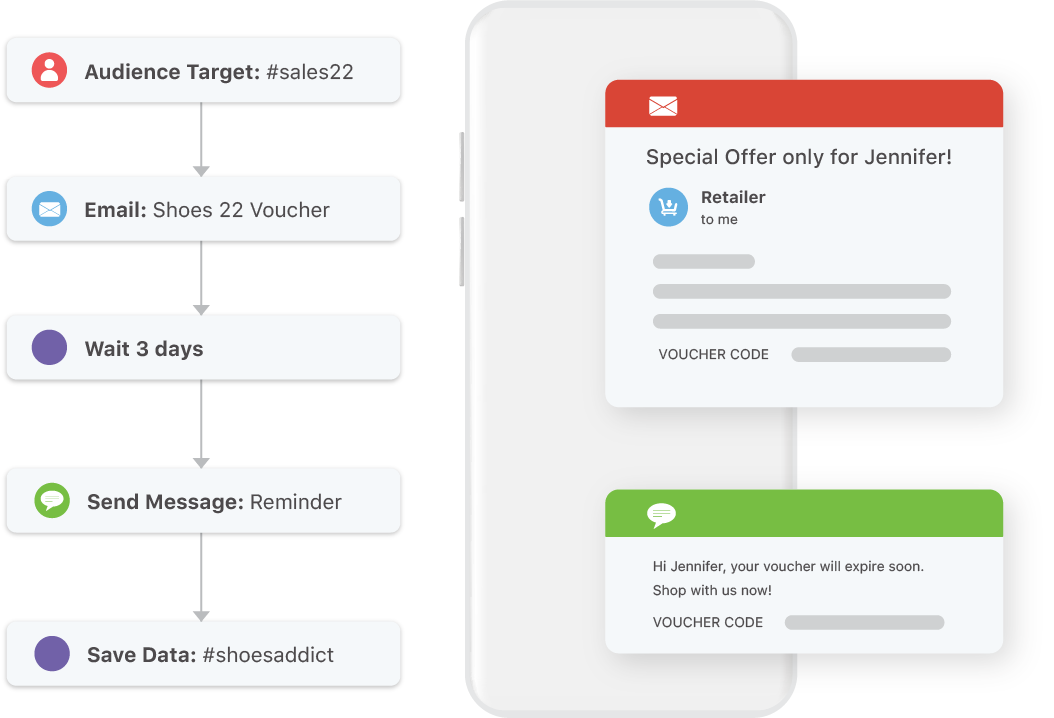 Audience Target: #sales22
Email: Shoes 22 Voucher
Wait 3 days
Send Message: Reminder
Save Data: #shoesaddict
Special Offer only for Jennifer!
Retailer
to me
VOUCHER CODE
Hi Jennifer, your voucher will expire soon.
Shop with us now!
VOUCHER CODE